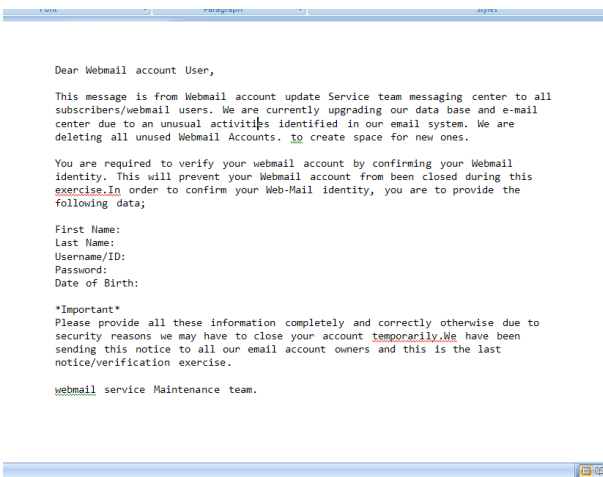 Font
Paragraph
Styles
Dear Webmail account User,
This message is from Webmail account update Service team messaging center to all
subscribers/webmail users. We are currently upgrading our data base and e-mail
center due to an unusual activities identified in our email system. We are
deleting all unused Webmail Accounts. to create space for new ones.
You are required to verify your webmail account by confirming your Webmail
identity. This will prevent your Webmail account from been closed during this
exercise.In order to confirm your Web-Mail identity, you are to provide the
following data;
First Name:
Last Name:
Username/ID:
Password:
Date of Birth:
*Important*
Please provide all these information completely and correctly otherwise due to
security reasons we may have to close your account temporarily.We have been
sending this notice to all our email account owners and this is the last
notice/verification exercise.
webmail service Maintenance team.